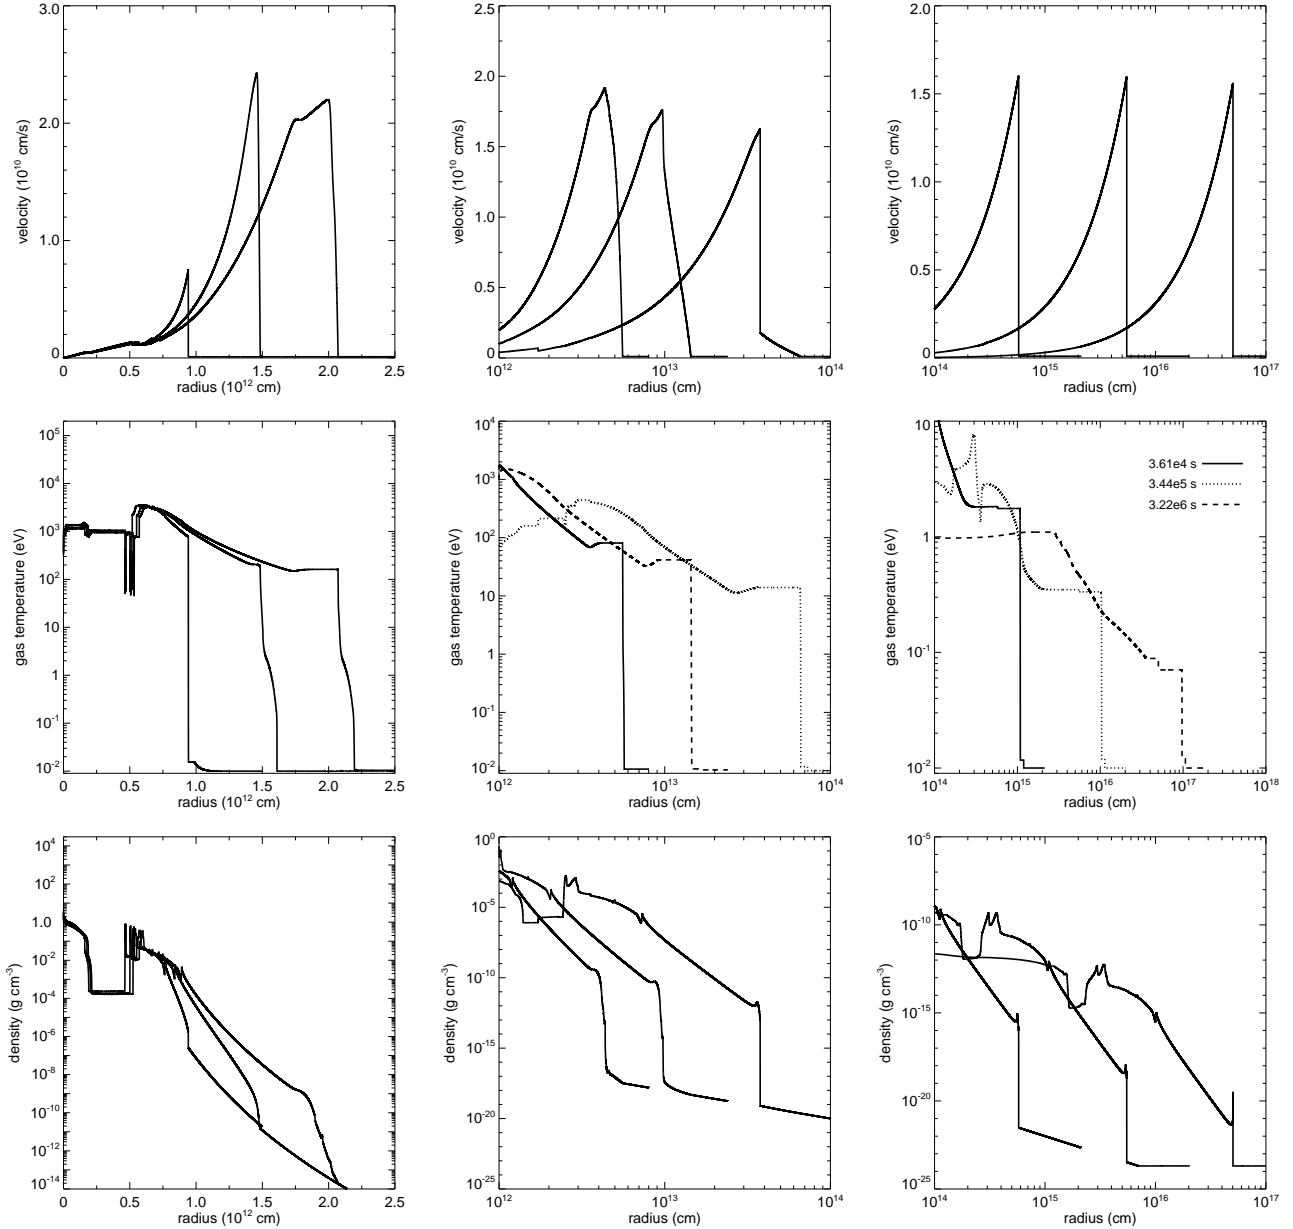 3.0
2.0
1.0
0
velocity (10¹⁰ cm/s)
0 0.5 1.0 1.5 2.0 2.5
radius (10¹² cm)
2.5
2.0
1.5
1.0
0.5
0
velocity (10¹⁰ cm/s)
10¹² 10¹³ 10¹⁴
radius (cm)
2.0
1.5
1.0
0.5
0
velocity (10¹⁰ cm/s)
10¹⁴ 10¹⁵ 10¹⁶ 10¹⁷
radius (cm)
10⁵
10⁴
10³
10²
10
1
10⁻¹
10⁻²
gas temperature (eV)
0 0.5 1.0 1.5 2.0 2.5
radius (10¹² cm)
10⁴
10³
10²
10
1
10⁻¹
10⁻²
gas temperature (eV)
10¹² 10¹³ 10¹⁴
radius (cm)
10
1
10⁻¹
10⁻²
gas temperature (eV)
3.61e4 s
3.44e5 s
3.22e6 s
10¹⁴ 10¹⁵ 10¹⁶ 10¹⁷ 10¹⁸
radius (cm)
10⁴
10²
1.0
10⁻²
10⁻⁴
10⁻⁶
10⁻⁸
10⁻¹⁰
10⁻¹²
10⁻¹⁴
density (g cm⁻³)
0 0.5 1.0 1.5 2.0 2.5
radius (10¹² cm)
10⁰
10⁻⁵
10⁻¹⁰
10⁻¹⁵
10⁻²⁰
10⁻²⁵
density (g cm⁻³)
10¹² 10¹³ 10¹⁴
radius (cm)
10⁻⁵
10⁻¹⁰
10⁻¹⁵
10⁻²⁰
10⁻²⁵
density (g cm⁻³)
10¹⁴ 10¹⁵ 10¹⁶ 10¹⁷
radius (cm)